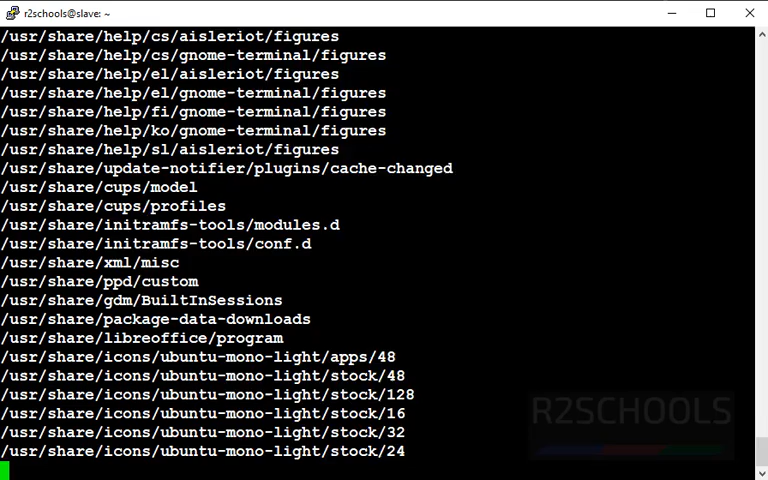 r2schools@slave: ~
/usr/share/help/cs/aisleriot/figures
/usr/share/help/cs/gnome-terminal/figures
/usr/share/help/el/aisleriot/figures
/usr/share/help/el/gnome-terminal/figures
/usr/share/help/fi/gnome-terminal/figures
/usr/share/help/ko/gnome-terminal/figures
/usr/share/help/sl/aisleriot/figures
/usr/share/update-notifier/plugins/cache-changed
/usr/share/cups/model
/usr/share/cups/profiles
/usr/share/initramfs-tools/modules.d
/usr/share/initramfs-tools/conf.d
/usr/share/xml/misc
/usr/share/ppd/custom
/usr/share/gdm/BuiltInSessions
/usr/share/package-data-downloads
/usr/share/libreoffice/program
/usr/share/icons/ubuntu-mono-light/apps/48
/usr/share/icons/ubuntu-mono-light/stock/48
/usr/share/icons/ubuntu-mono-light/stock/128
/usr/share/icons/ubuntu-mono-light/stock/16
/usr/share/icons/ubuntu-mono-light/stock/32
/usr/share/icons/ubuntu-mono-light/stock/24
R2SCHOOLS